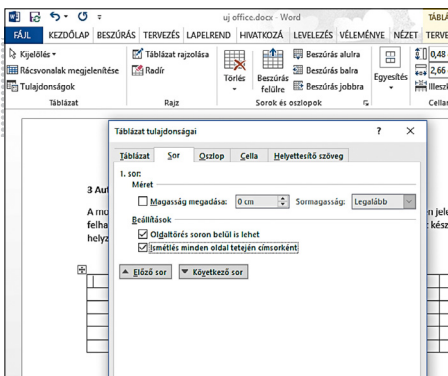 uj office.docx - Word
TÁBLÁ
FÁJL KEZDŐLAP BESZÚRÁS TERVEZÉS LAPELREND HIVATKOZÁ LEVELEZÉS VÉLEMÉNYE NÉZET TERVE
Kijelölés
Rácsvonalak megjelenítése
Tulajdonságok
Táblázat
Táblázat rajzolása
Radír
Rajz
Törlés
Beszúrás felülre
Beszúrás alulra
Beszúrás balra
Beszúrás jobbra
Sorok és oszlopok
Egyesítés
0,48
2,66
Illeszk
Cellam
Táblázat tulajdonságai ? ×
Táblázat Sor Oszlop Cella Helyettesítő szöveg
1. sor:
Méret
Magasság megadása: 0 cm Sormagasság: Legalább
Beállítások
Oldaltörés soron belül is lehet
Ismétlés minden oldal tetején címsorként
Előző sor Következő sor
3 Aut
A mo
felha
helyz
n jele
t kész